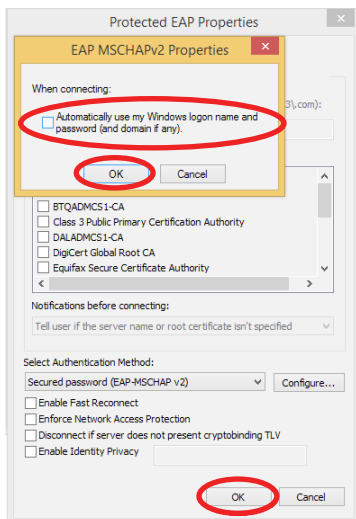 Protected EAP Properties
×
EAP MSCHAPv2 Properties
×
When connecting:
3\.com):
Automatically use my Windows logon name and
password (and domain if any).
OK
Cancel
BTQADMCS1-CA
Class 3 Public Primary Certification Authority
DALADMCS1-CA
DigiCert Global Root CA
Equifax Secure Certificate Authority
Notifications before connecting:
Tell user if the server name or root certificate isn't specified
Select Authentication Method:
Secured password (EAP-MSCHAP v2)
Configure...
Enable Fast Reconnect
Enforce Network Access Protection
Disconnect if server does not present cryptobinding TLV
Enable Identity Privacy
OK
Cancel